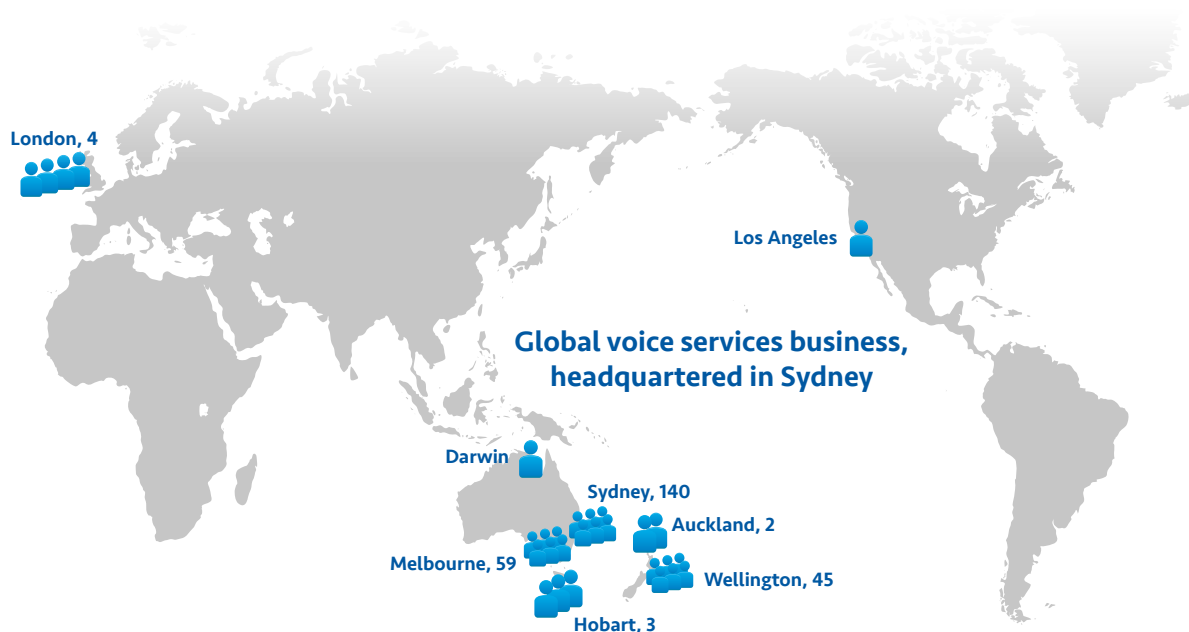 London, 4
Los Angeles
Global voice services business,
headquartered in Sydney
Darwin
Sydney, 140
Auckland, 2
Melbourne, 59
Wellington, 45
Hobart, 3